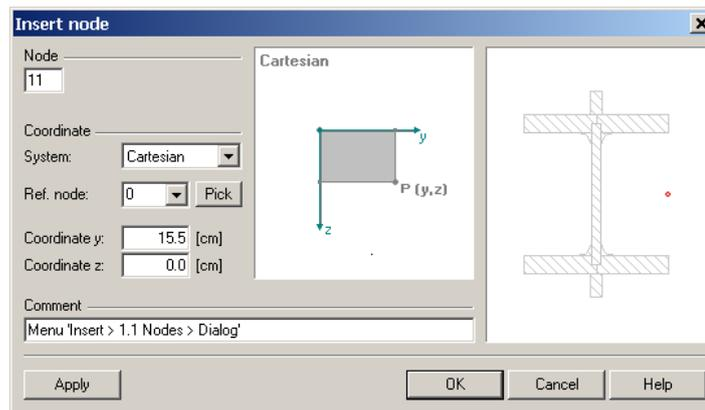 Insert node
Node
11
Coordinate
System: Cartesian
Ref. node: 0 Pick
Coordinate y: 15.5 [cm]
Coordinate z: 0.0 [cm]
Cartesian
y
P (y,z)
z
Comment
Menu 'Insert > 1.1 Nodes > Dialog'
Apply OK Cancel Help